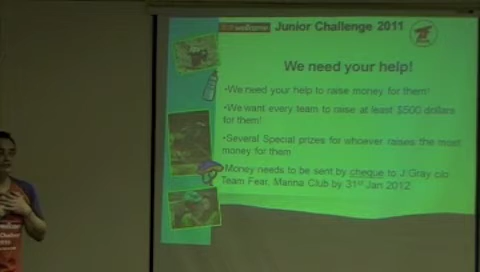 Junior Challenge 2011
We need your help!
•We need your help to raise money for them!
•We want every team to raise at least $500 dollars
for them!
•Several Special prizes for whoever raises the most
money for them
•Money needs to be sent by cheque to J.Gray c/o
Team Fear, Marina Club by 31st Jan 2012